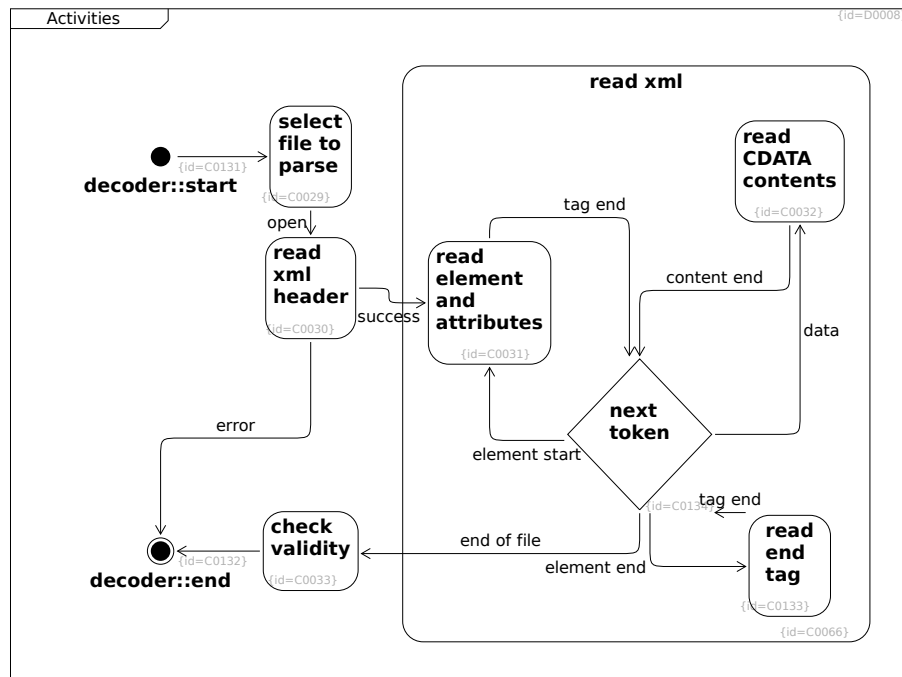 Activities
{id=D0008
read xml
select
file to
parse
{id=C0029}
{id=C0131}
decoder::start
open
read
xml
header
{id=C0030}
success
read
element
and
attributes
{id=C0031}
tag end
read
CDATA
contents
{id=C0032}
content end
data
next
token
{id=C0134}
element start
error
tag end
read
end
tag
{id=C0133}
element end
end of file
check
validity
{id=C0033}
{id=C0132}
decoder::end
{id=C0066}